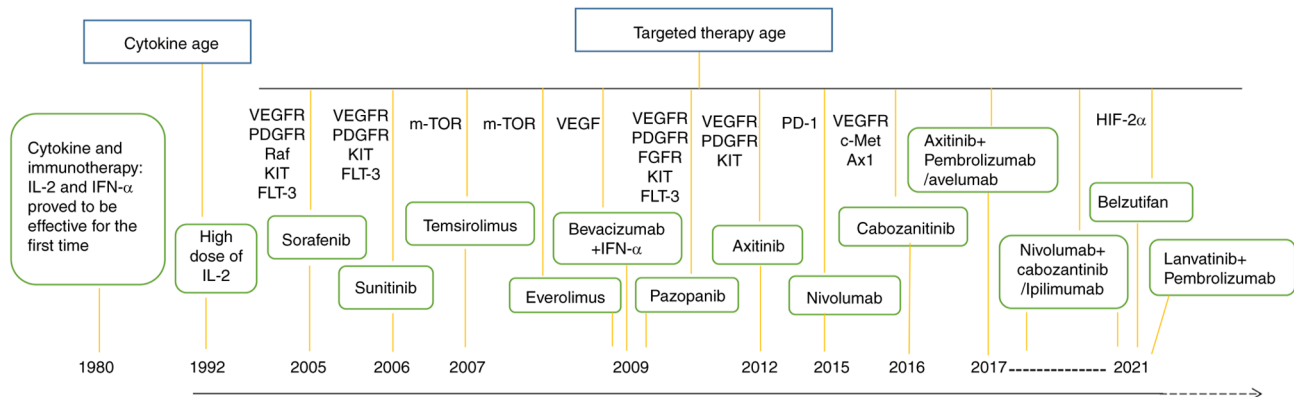 Cytokine age
Targeted therapy age
Cytokine and
immunotherapy:
IL-2 and IFN-α
proved to be
effective for the
first time
High
dose of
IL-2
VEGFR
PDGFR
Raf
KIT
FLT-3
Sorafenib
VEGFR
PDGFR
KIT
FLT-3
Sunitinib
m-TOR
Temsirolimus
m-TOR
Everolimus
VEGF
Bevacizumab
+IFN-α
VEGFR
PDGFR
FGFR
KIT
FLT-3
Pazopanib
VEGFR
PDGFR
KIT
Axitinib
PD-1
Nivolumab
VEGFR
c-Met
Ax1
Cabozanitinib
Axitinib+
Pembrolizumab
/avelumab
Nivolumab+
cabozantinib
/Ipilimumab
HIF-2α
Belzutifan
Lanvatinib+
Pembrolizumab
1980
1992
2005
2006
2007
2009
2012
2015
2016
2017
2021